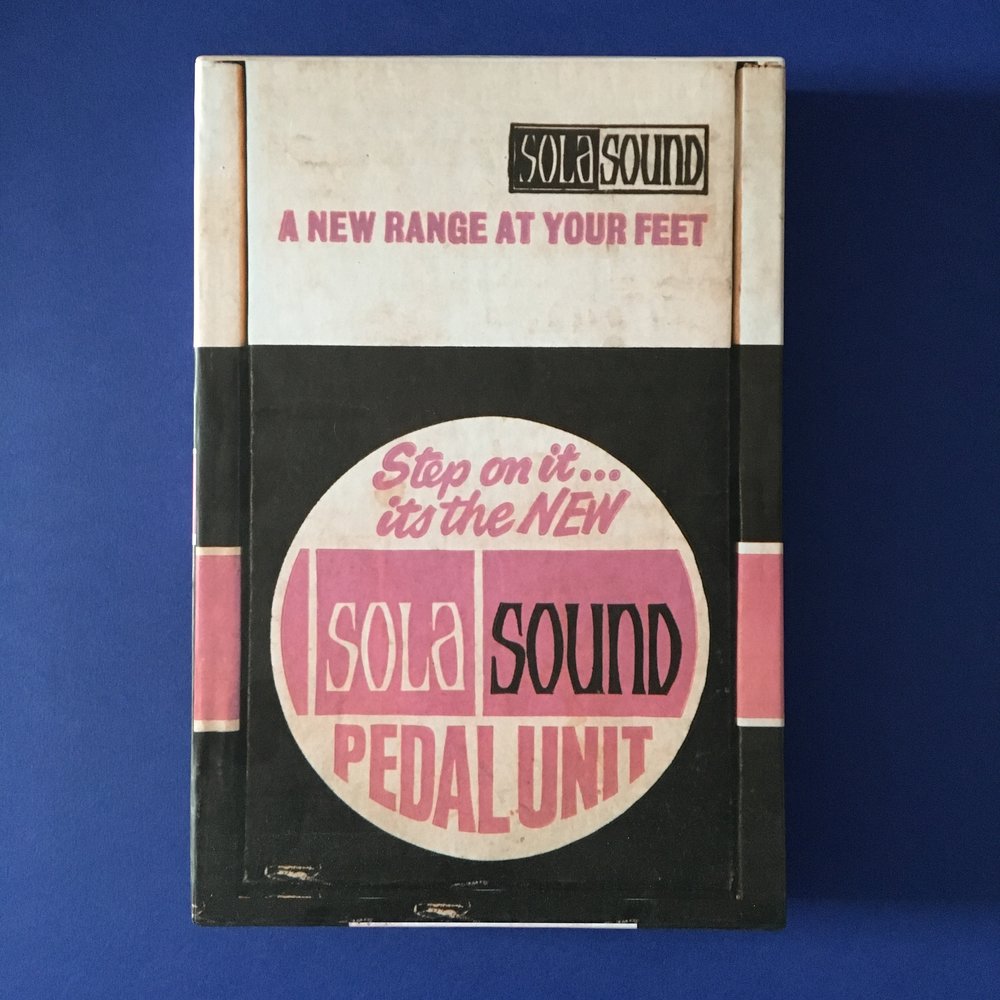 SOLA SOUND
A NEW RANGE AT YOUR FEET
Step on it...
its the NEW
SOLA SOUND
PEDAL UNIT